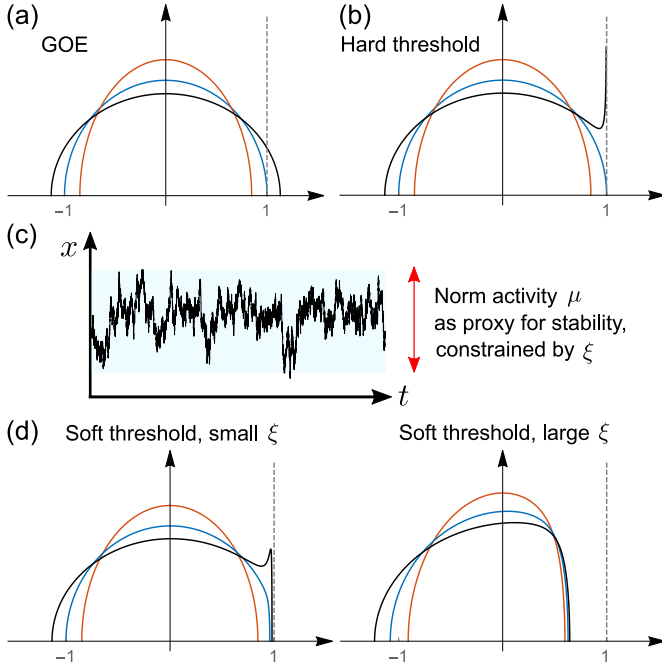 (a)
GOE
−1
1
(b)
Hard threshold
−1
1
(c)
x
t
Norm activity μ
as proxy for stability,
constrained by ξ
(d)
Soft threshold, small ξ
−1
1
Soft threshold, large ξ
−1
1